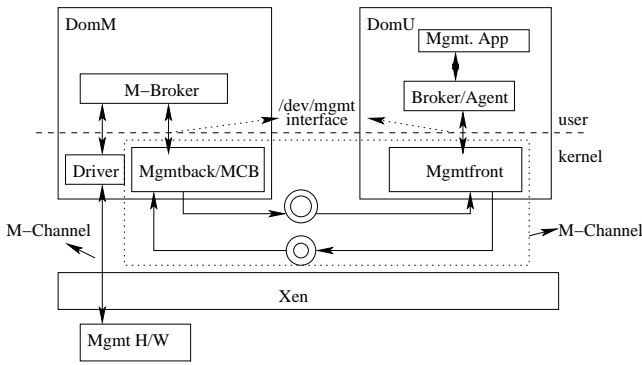 DomM
DomU
Mgmt. App
M-Broker
/dev/mgmt
interface
Broker/Agent
user
kernel
Driver
Mgmtback/MCB
Mgmtfront
M-Channel
M-Channel
Xen
Mgmt H/W